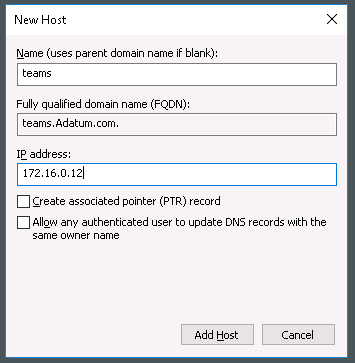 New Host
Name (uses parent domain name if blank):
teams
Fully qualified domain name (FQDN):
teams.Adatum.com.
IP address:
172.16.0.12
Create associated pointer (PTR) record
Allow any authenticated user to update DNS records with the
same owner name
Add Host
Cancel